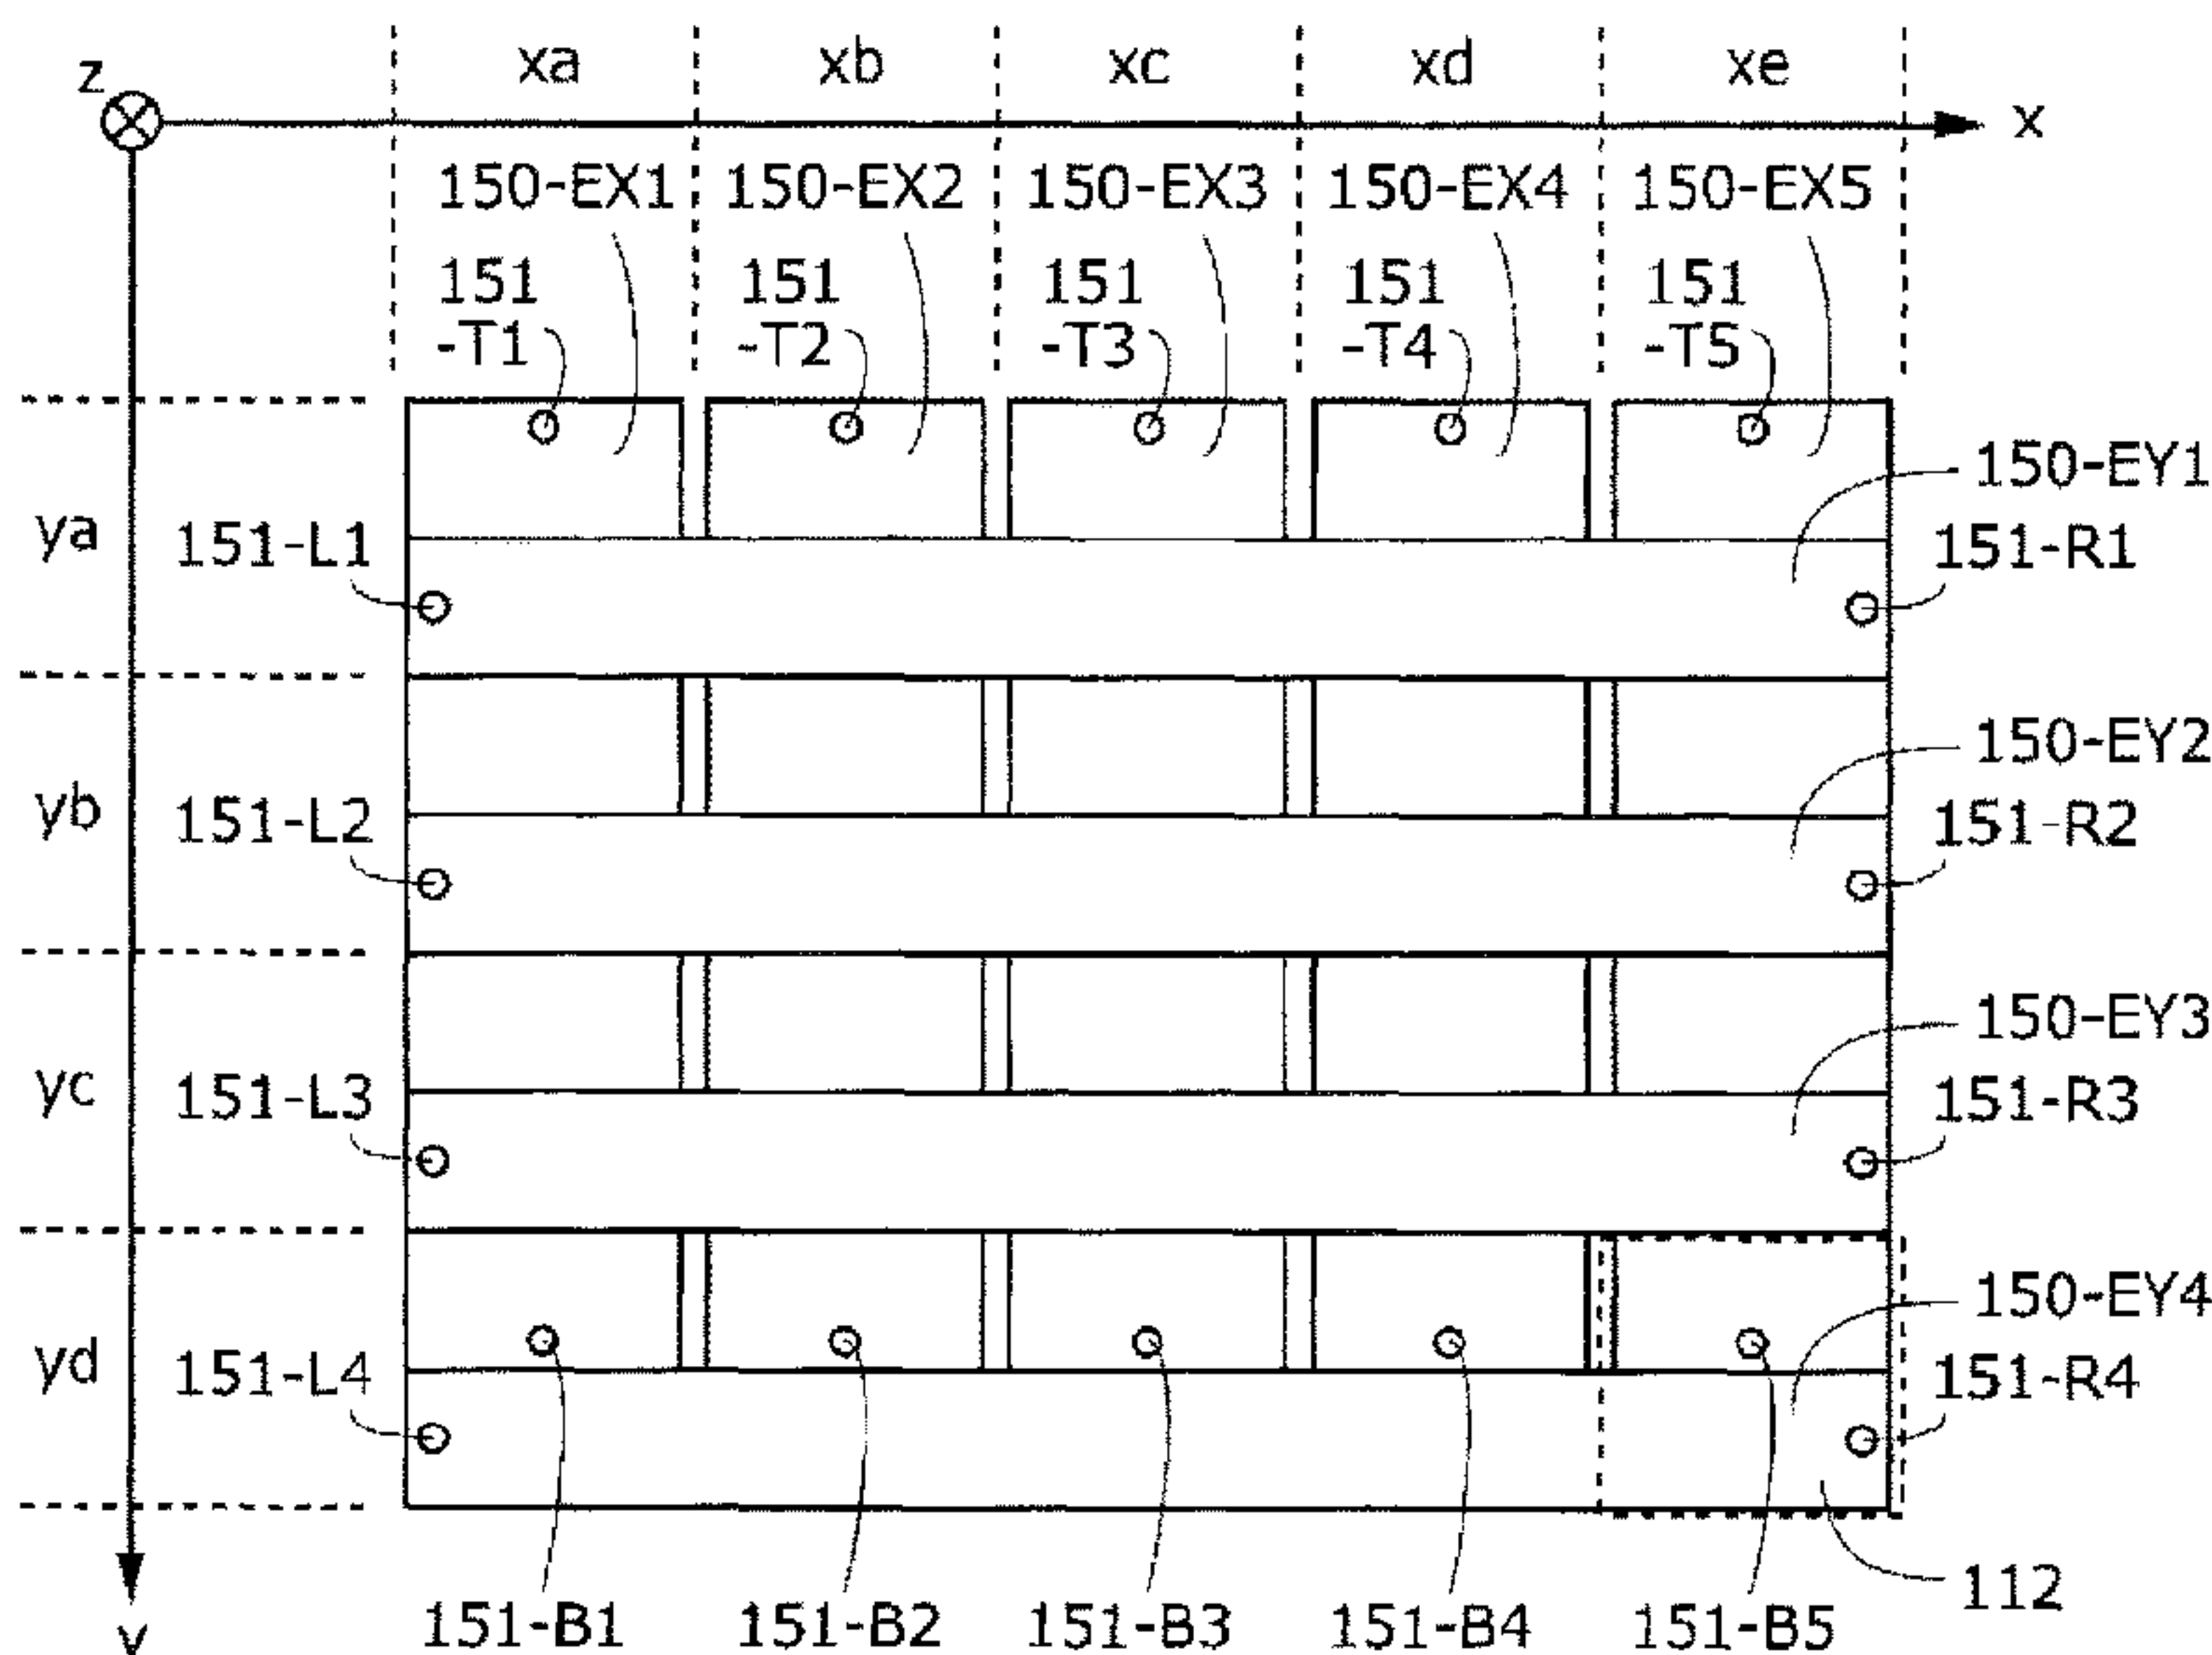 xa xb xc xd xe
z
x
150-EX1 150-EX2 150-EX3 150-EX4 150-EX5
151 151 151 151 151
-T1 -T2 -T3 -T4 -T5
150-EY1
ya 151-L1 151-R1
150-EY2
yb 151-L2 151-R2
150-EY3
yc 151-L3 151-R3
150-EY4
yd 151-L4 151-R4
112
y 151-B1 151-B2 151-B3 151-B4 151-B5